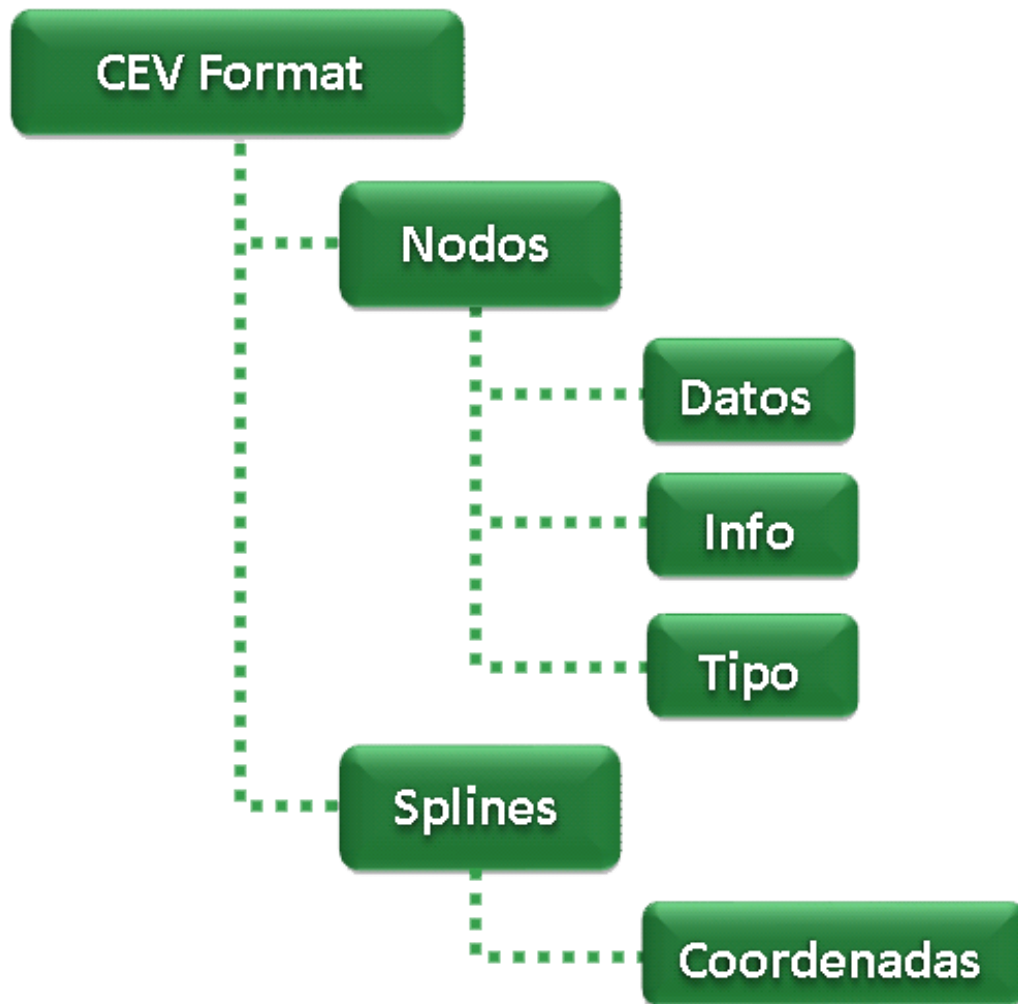 CEV Format
Nodos
Datos
Info
Tipo
Splines
Coordenadas